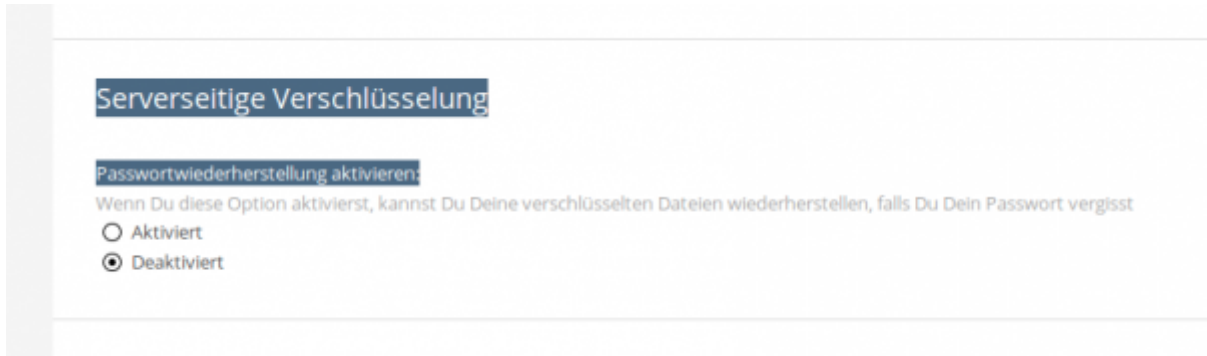 Serverseitige Verschlüsselung
Passwortwiederherstellung aktivieren:
Wenn Du diese Option aktivierst, kannst Du Deine verschlüsselten Dateien wiederherstellen, falls Du Dein Passwort vergisst
Aktiviert
Deaktiviert